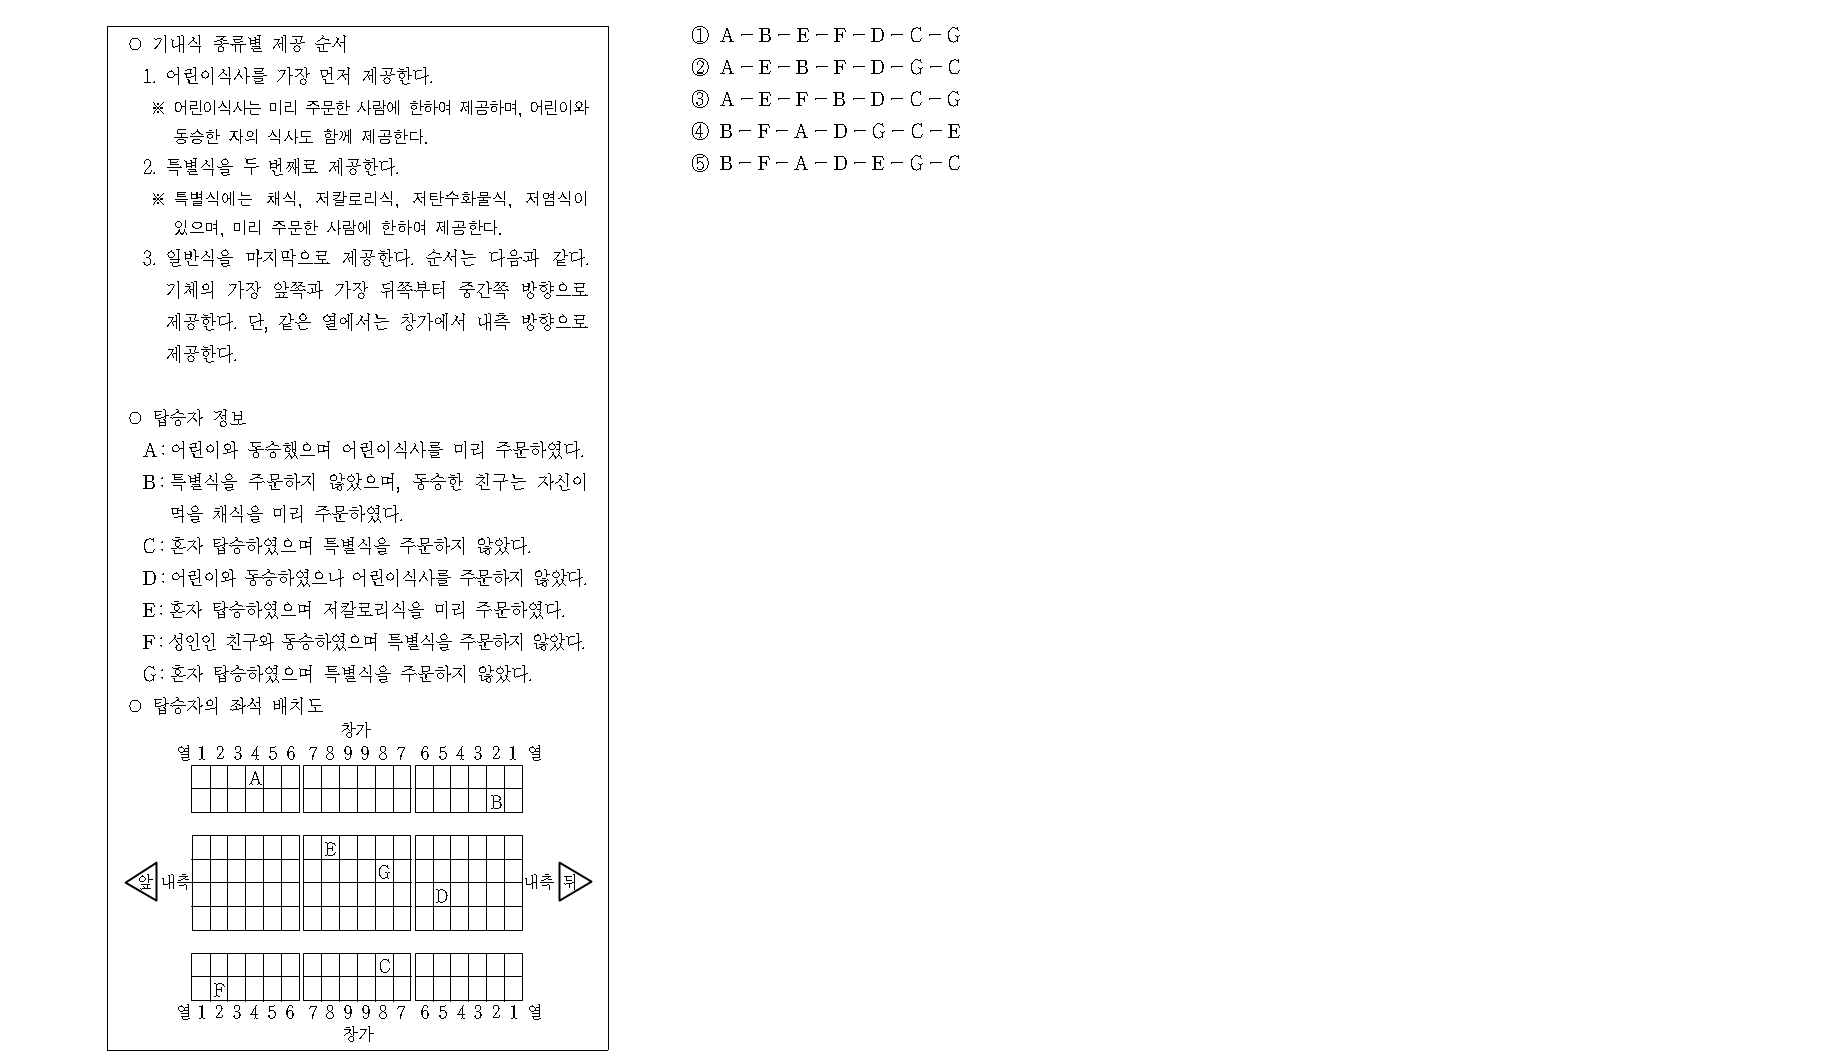 ○ 기내식 종류별 제공 순서
1. 어린이식사를 가장 먼저 제공한다.
※ 어린이식사는 미리 주문한 사람에 한하여 제공하며, 어린이와
동승한 자의 식사도 함께 제공한다.
2. 특별식을 두 번째로 제공한다.
※ 특별식에는 채식, 저칼로리식, 저탄수화물식, 저염식이
있으며, 미리 주문한 사람에 한하여 제공한다.
3. 일반식을 마지막으로 제공한다. 순서는 다음과 같다.
기체의 가장 앞쪽과 가장 뒤쪽부터 중간쪽 방향으로
제공한다. 단, 같은 열에서는 창가에서 내측 방향으로
제공한다.
○ 탑승자 정보
A : 어린이와 동승했으며 어린이식사를 미리 주문하였다.
B : 특별식을 주문하지 않았으며, 동승한 친구는 자신이
먹을 채식을 미리 주문하였다.
C : 혼자 탑승하였으며 특별식을 주문하지 않았다.
D : 어린이와 동승하였으나 어린이식사를 주문하지 않았다.
E : 혼자 탑승하였으며 저칼로리식을 미리 주문하였다.
F : 성인인 친구와 동승하였으며 특별식을 주문하지 않았다.
G : 혼자 탑승하였으며 특별식을 주문하지 않았다.
○ 탑승자의 좌석 배치도
창가
열 1 2 3 4 5 6 7 8 9 9 8 7 6 5 4 3 2 1 열
A
B
E
G
앞 내측 내측 뒤
D
C
F
열 1 2 3 4 5 6 7 8 9 9 8 7 6 5 4 3 2 1 열
창가
① A - B - E - F - D - C - G
② A - E - B - F - D - G - C
③ A - E - F - B - D - C - G
④ B - F - A - D - G - C - E
⑤ B - F - A - D - E - G - C